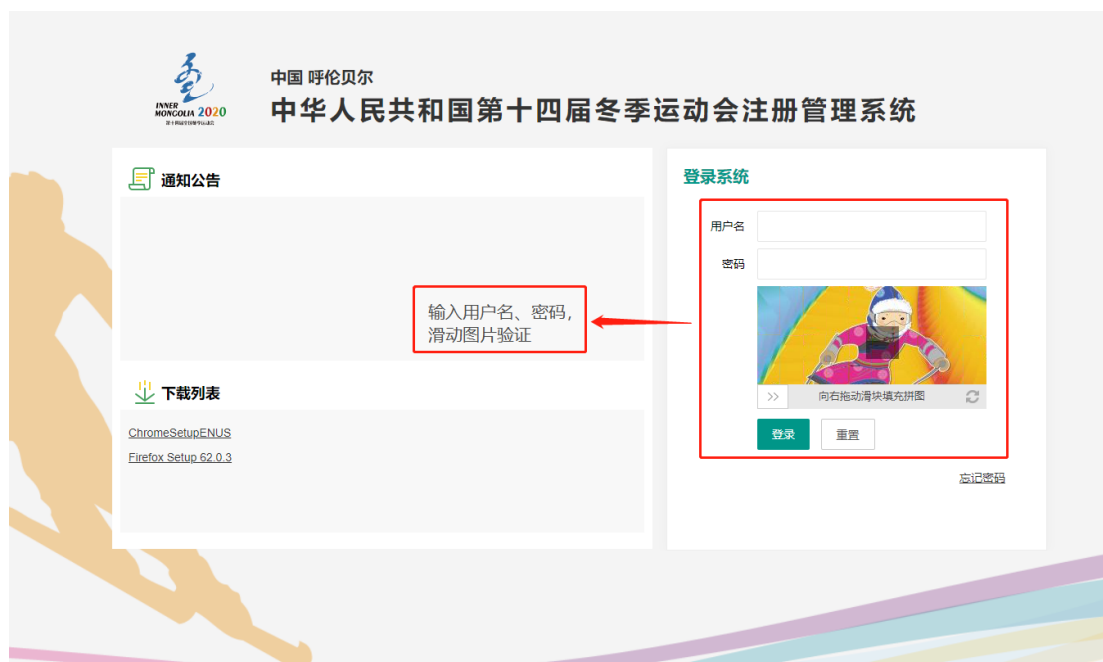 INNER
MONGOLIA 2020
中国 呼伦贝尔
中华人民共和国第十四届冬季运动会注册管理系统
通知公告
输入用户名、密码，
滑动图片验证
下载列表
ChromeSetupENUS
Firefox Setup 62.0.3
登录系统
用户名
密码
>>
向右拖动滑块填充拼图
登录
重置
忘记密码